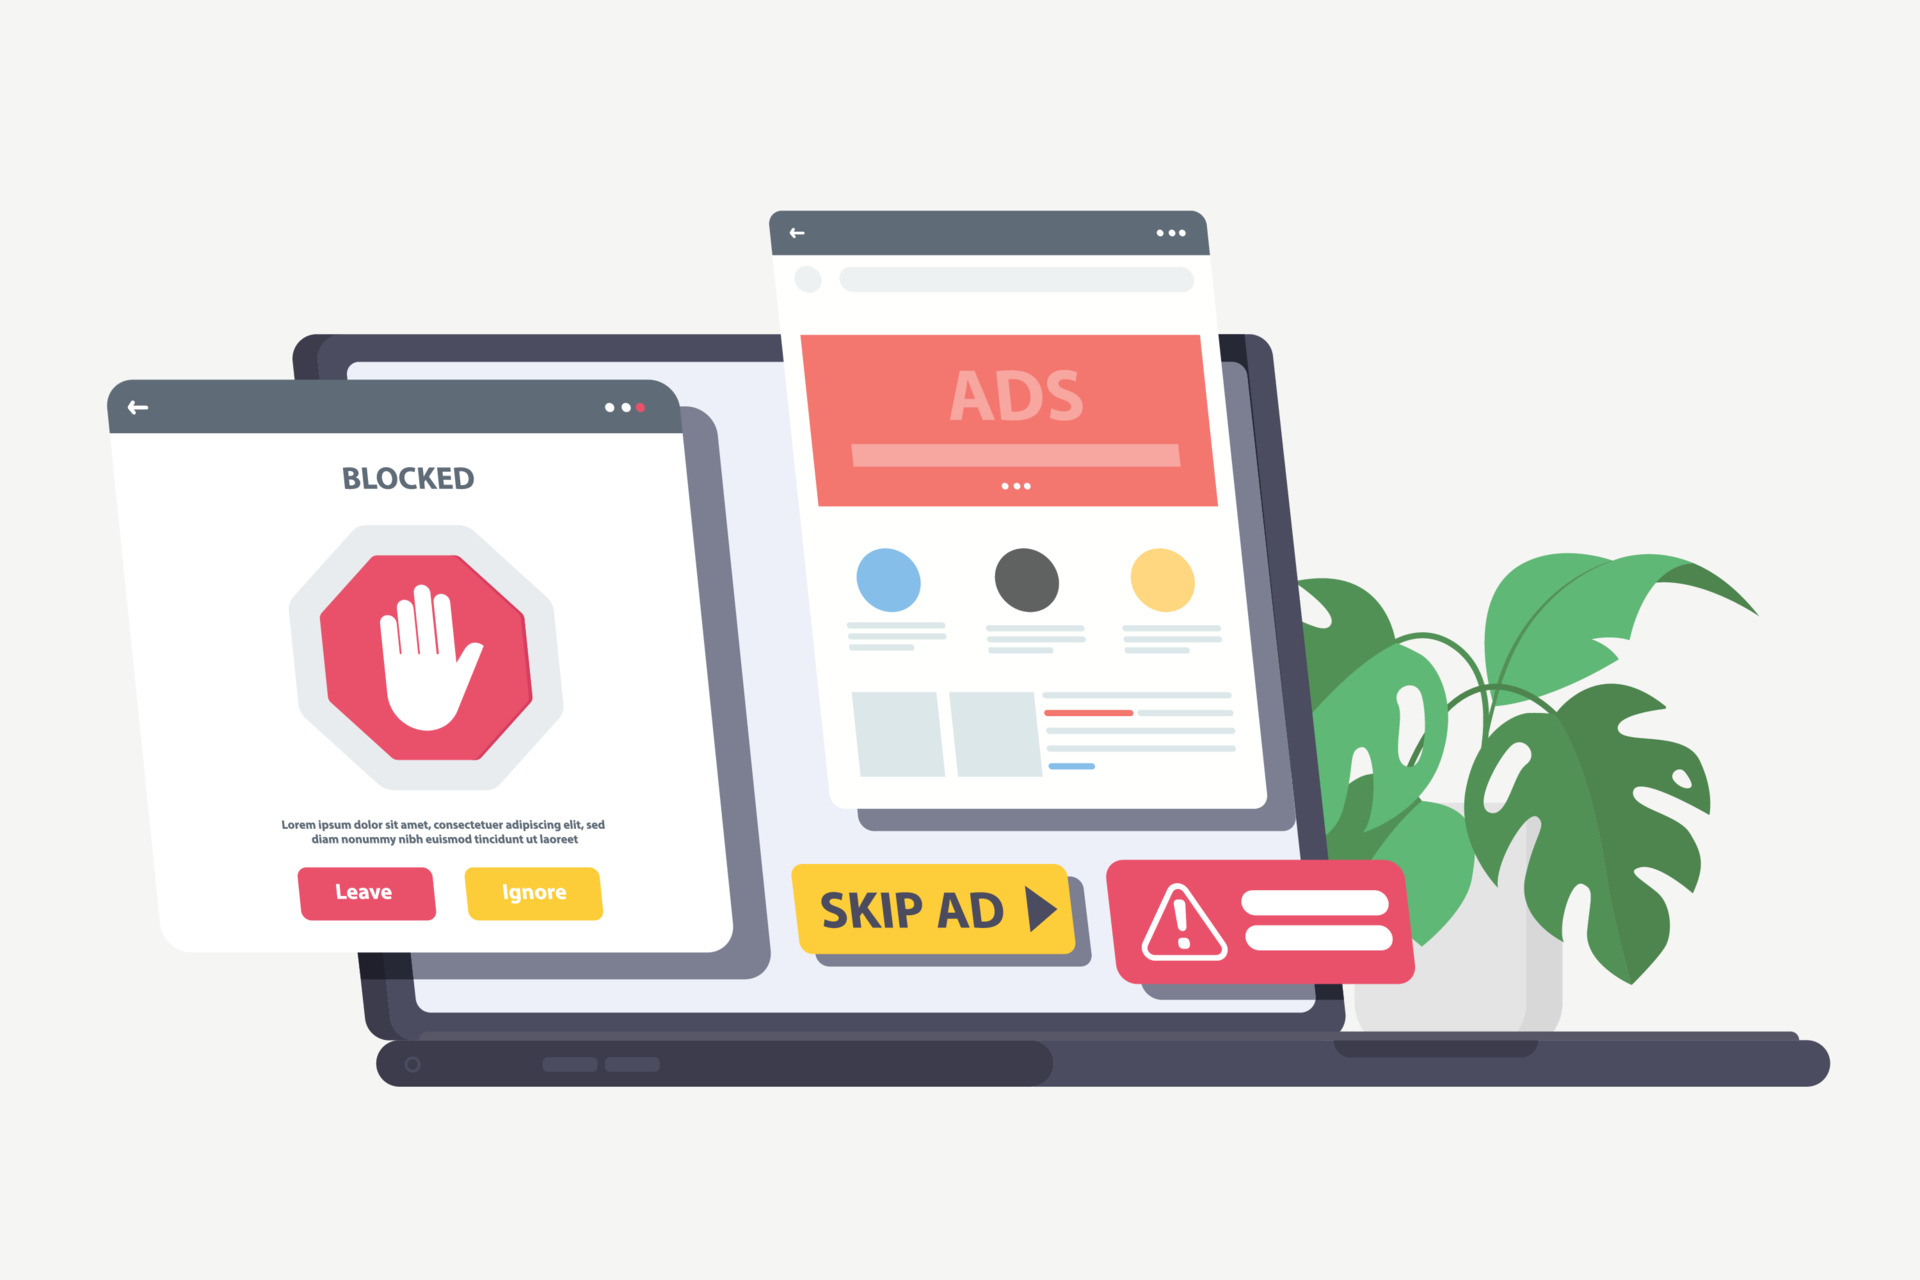 ADS
BLOCKED
Lorem ipsum dolor sit amet, consectetuer adipiscing elit, sed
diam nonummy nibh euismod tincidunt ut laoreet
Leave
Ignore
SKIP AD